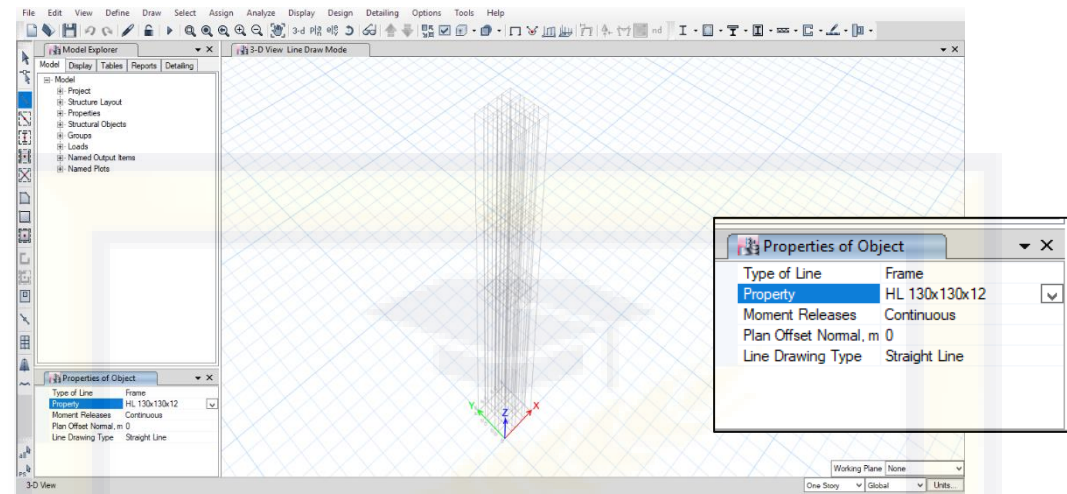 File Edit View Define Draw Select Assign Analyze Display Design Detailing Options Tools Help
3-d
nd
Model Explorer
3-D View Line Draw Mode
Model Display Tables Reports Detailing
Model
Project
Structure Layout
Properties
Structural Objects
Groups
Loads
Named Output Items
Named Plots
Properties of Object
Type of Line Frame
Property HL 130x130x12
Moment Releases Continuous
Plan Offset Normal, m 0
Line Drawing Type Straight Line
Y Z X
Properties of Object
Type of Line Frame
Property HL 130x130x12
Moment Releases Continuous
Plan Offset Normal, m 0
Line Drawing Type Straight Line
all
ps
Working Plane None
3-D View
One Story Global Units...